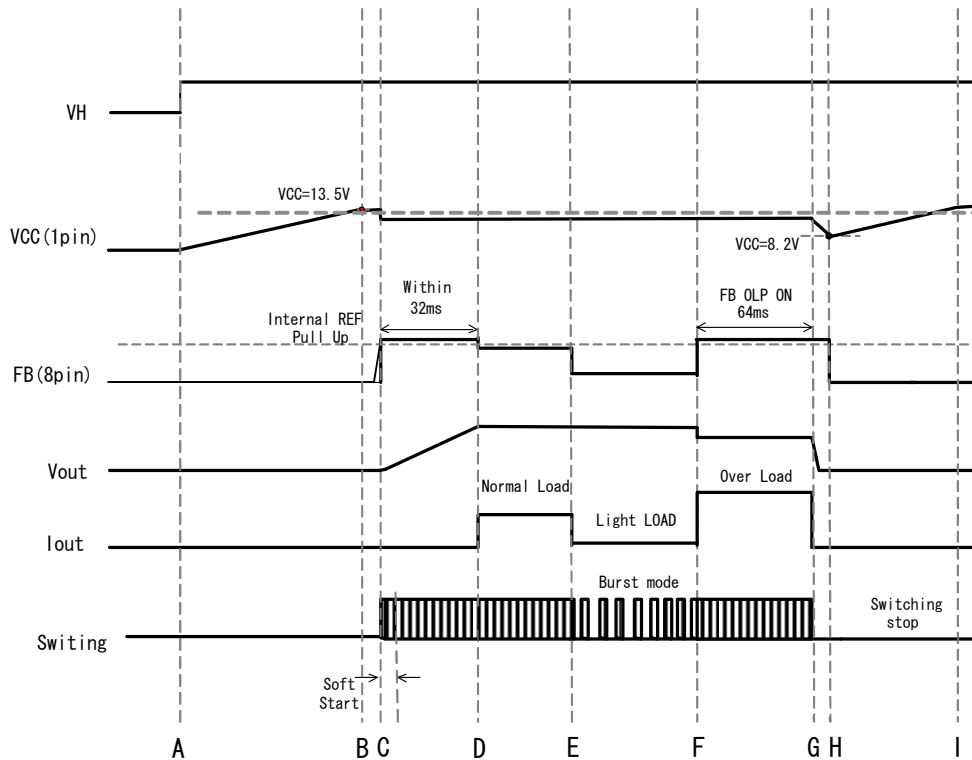 VH
VCC=13.5V
VCC(1pin)
VCC=8.2V
Within
32ms
FB OLP ON
64ms
Internal REF
Pull Up
FB(8pin)
Vout
Normal Load
Over Load
Light LOAD
Iout
Burst mode
Switching
stop
Switing
Soft
Start
A B C D E F G H I